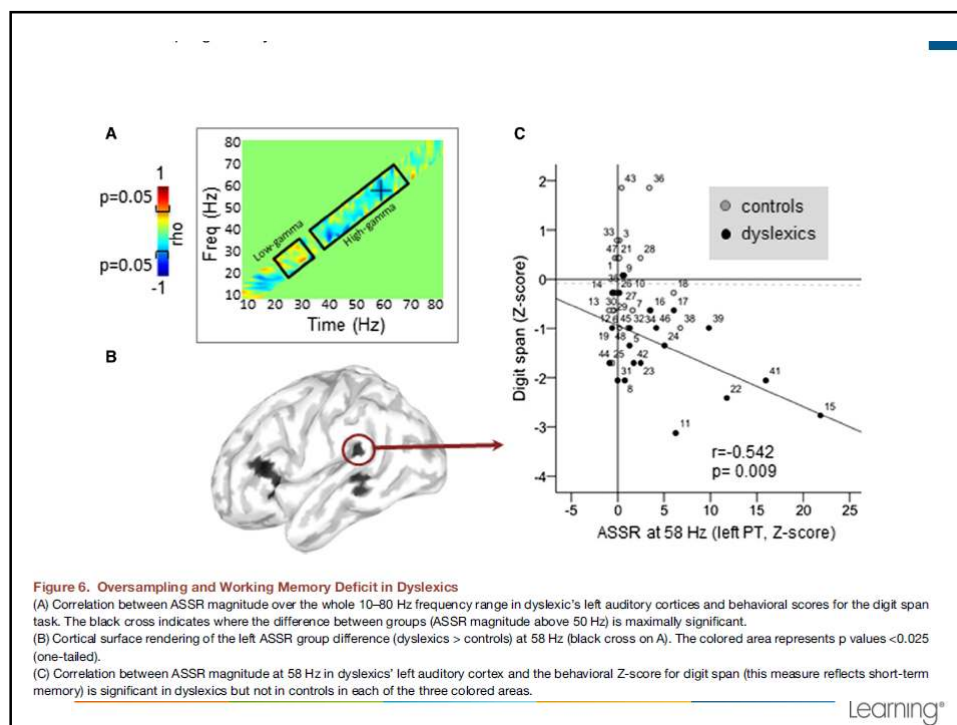 A
1
p=0.05
rho
p=0.05
-1
80
70
60
50
40
30
20
10
Freq (Hz)
Low-gamma
High-gamma
10 20 30 40 50 60 70 80
Time (Hz)
B
C
controls
dyslexics
2
1
0
-1
-2
-3
-4
Digit span (Z-score)
43 36
33 3
47 21 28
1 9
14 26 10 18
13 30 29 27 7 16 17
12 6 45 32 34 46 38 39
19 48 5 24
44 25 42
31 23 41
8 22
15
11
r=-0.542
p= 0.009
-5 0 5 10 15 20 25
ASSR at 58 Hz (left PT, Z-score)
Figure 6. Oversampling and Working Memory Deficit in Dyslexics
(A) Correlation between ASSR magnitude over the whole 10–80 Hz frequency range in dyslexic's left auditory cortices and behavioral scores for the digit span
task. The black cross indicates where the difference between groups (ASSR magnitude above 50 Hz) is maximally significant.
(B) Cortical surface rendering of the left ASSR group difference (dyslexics > controls) at 58 Hz (black cross on A). The colored area represents p values <0.025
(one-tailed).
(C) Correlation between ASSR magnitude at 58 Hz in dyslexics' left auditory cortex and the behavioral Z-score for digit span (this measure reflects short-term
memory) is significant in dyslexics but not in controls in each of the three colored areas.
Learning®